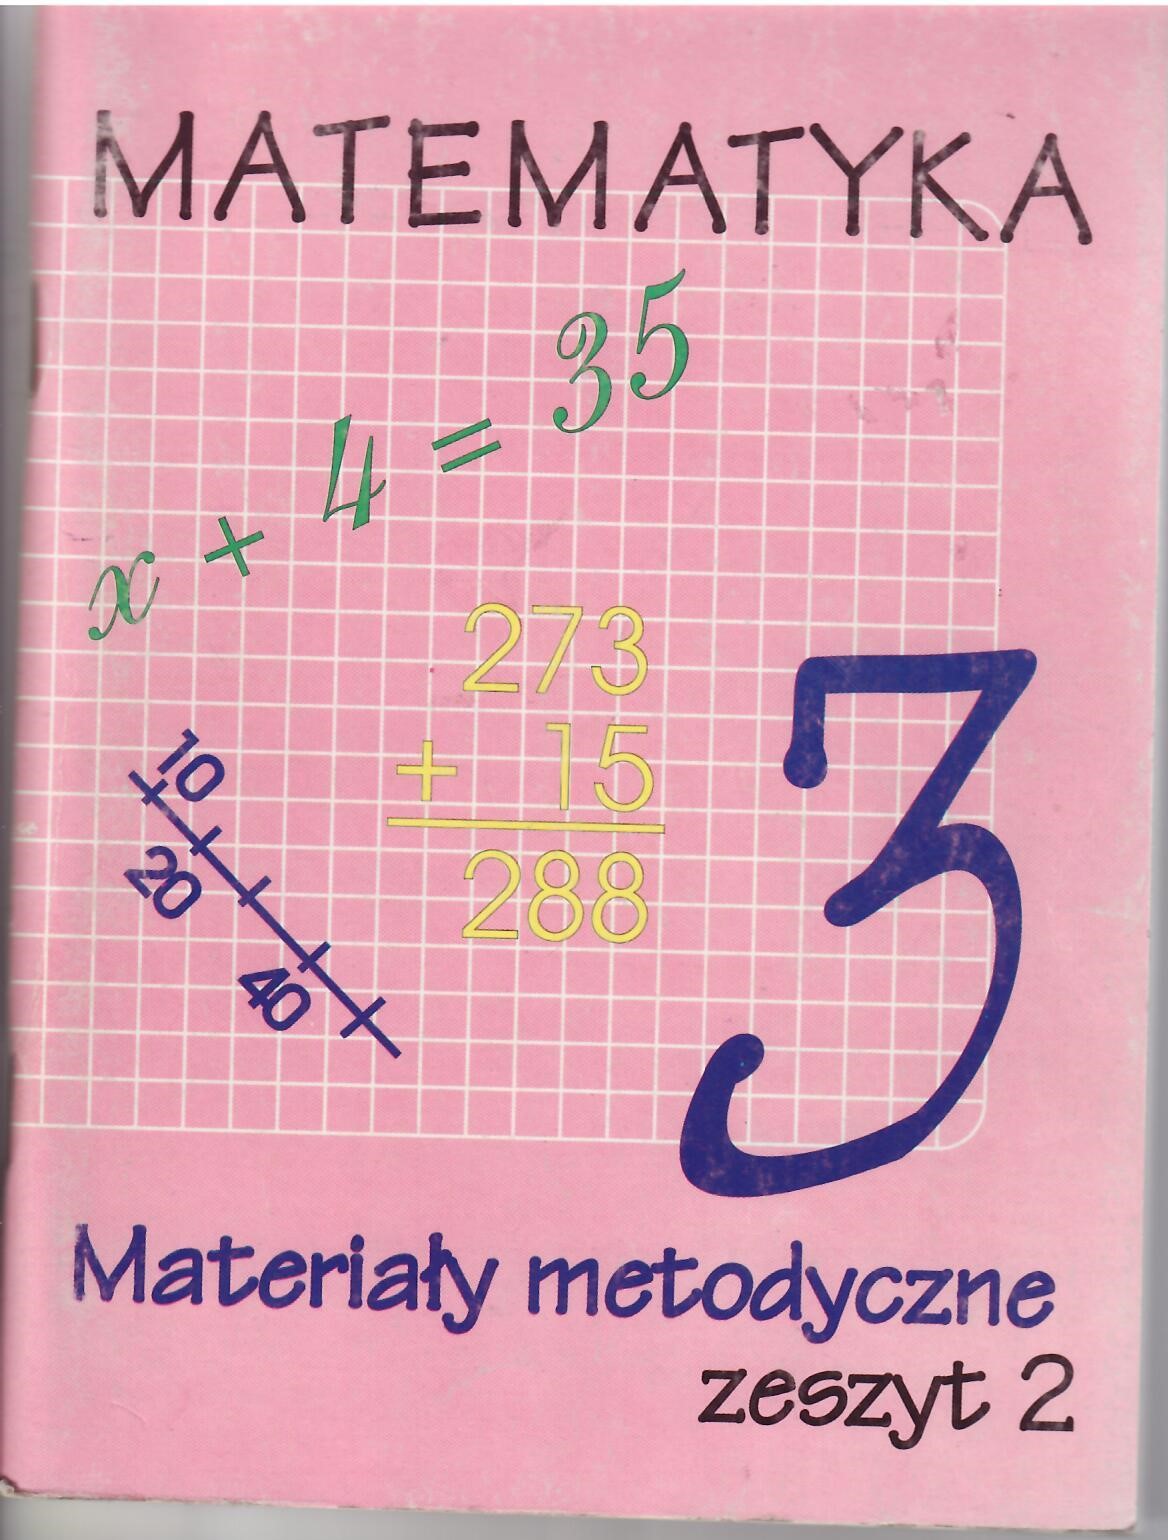 MATEMATYKA
x + 4 = 35
273
+ 15
288
10
20
40
3
Materiały metodyczne
zeszyt 2